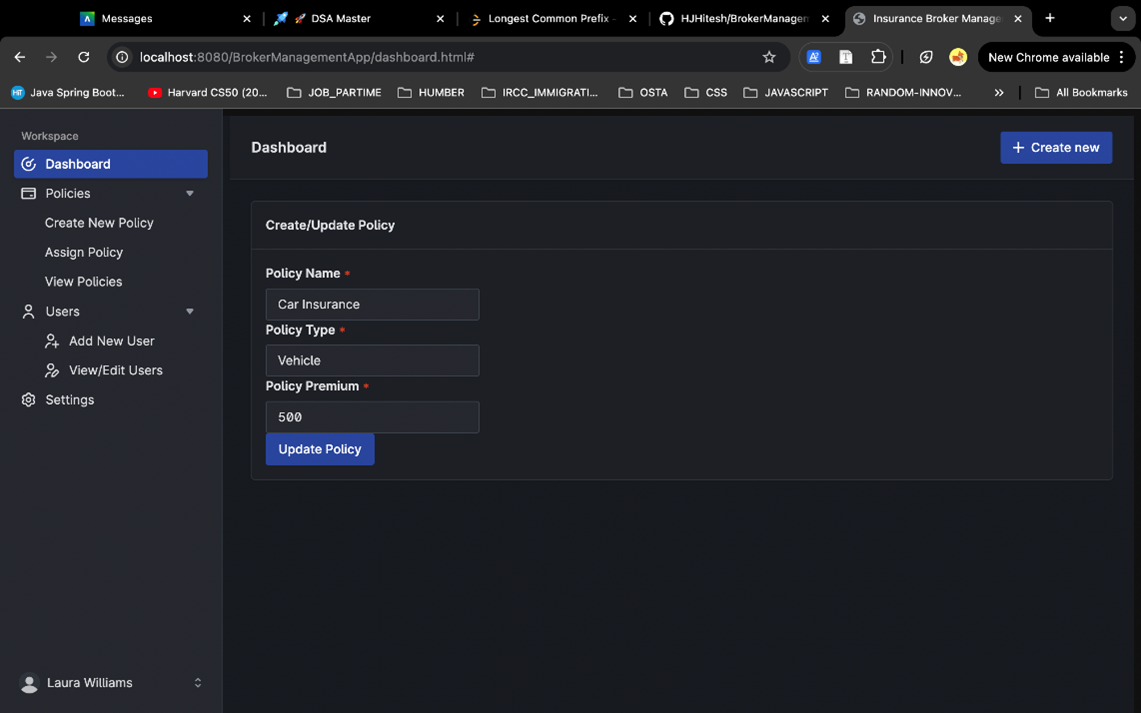 Messages
DSA Master
Longest Common Prefix
HJHitesh/BrokerManagem
Insurance Broker Manage
localhost:8080/BrokerManagementApp/dashboard.html#
New Chrome available
Java Spring Boot...
Harvard CS50 (20...
JOB_PARTIME
HUMBER
IRCC_IMMIGRATI...
OSTA
CSS
JAVASCRIPT
RANDOM-INNOV...
All Bookmarks
Workspace
Dashboard
Policies
Create New Policy
Assign Policy
View Policies
Users
Add New User
View/Edit Users
Settings
Laura Williams
Dashboard
+ Create new
Create/Update Policy
Policy Name *
Car Insurance
Policy Type *
Vehicle
Policy Premium *
500
Update Policy